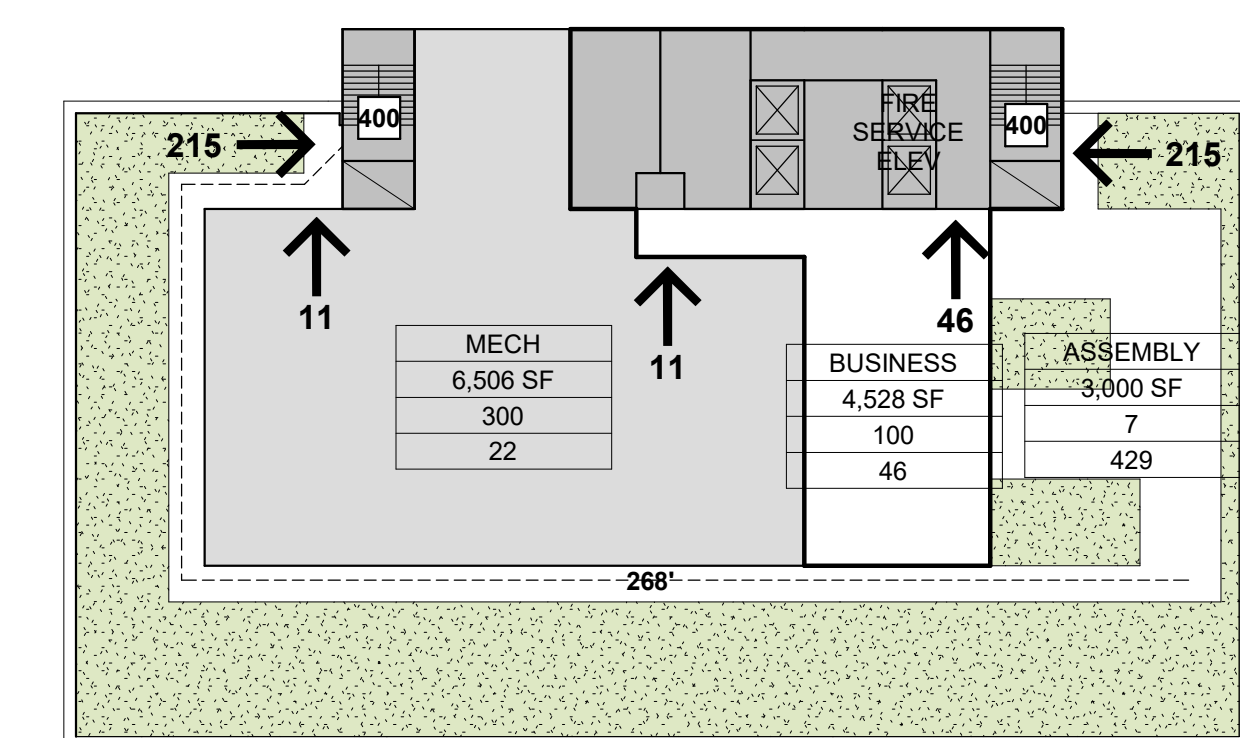 400
FIRE
SERVICE
ELEV
400
215
215
11
11
46
MECH
6,506 SF
300
22
BUSINESS
4,528 SF
100
46
ASSEMBLY
3,000 SF
7
429
268'